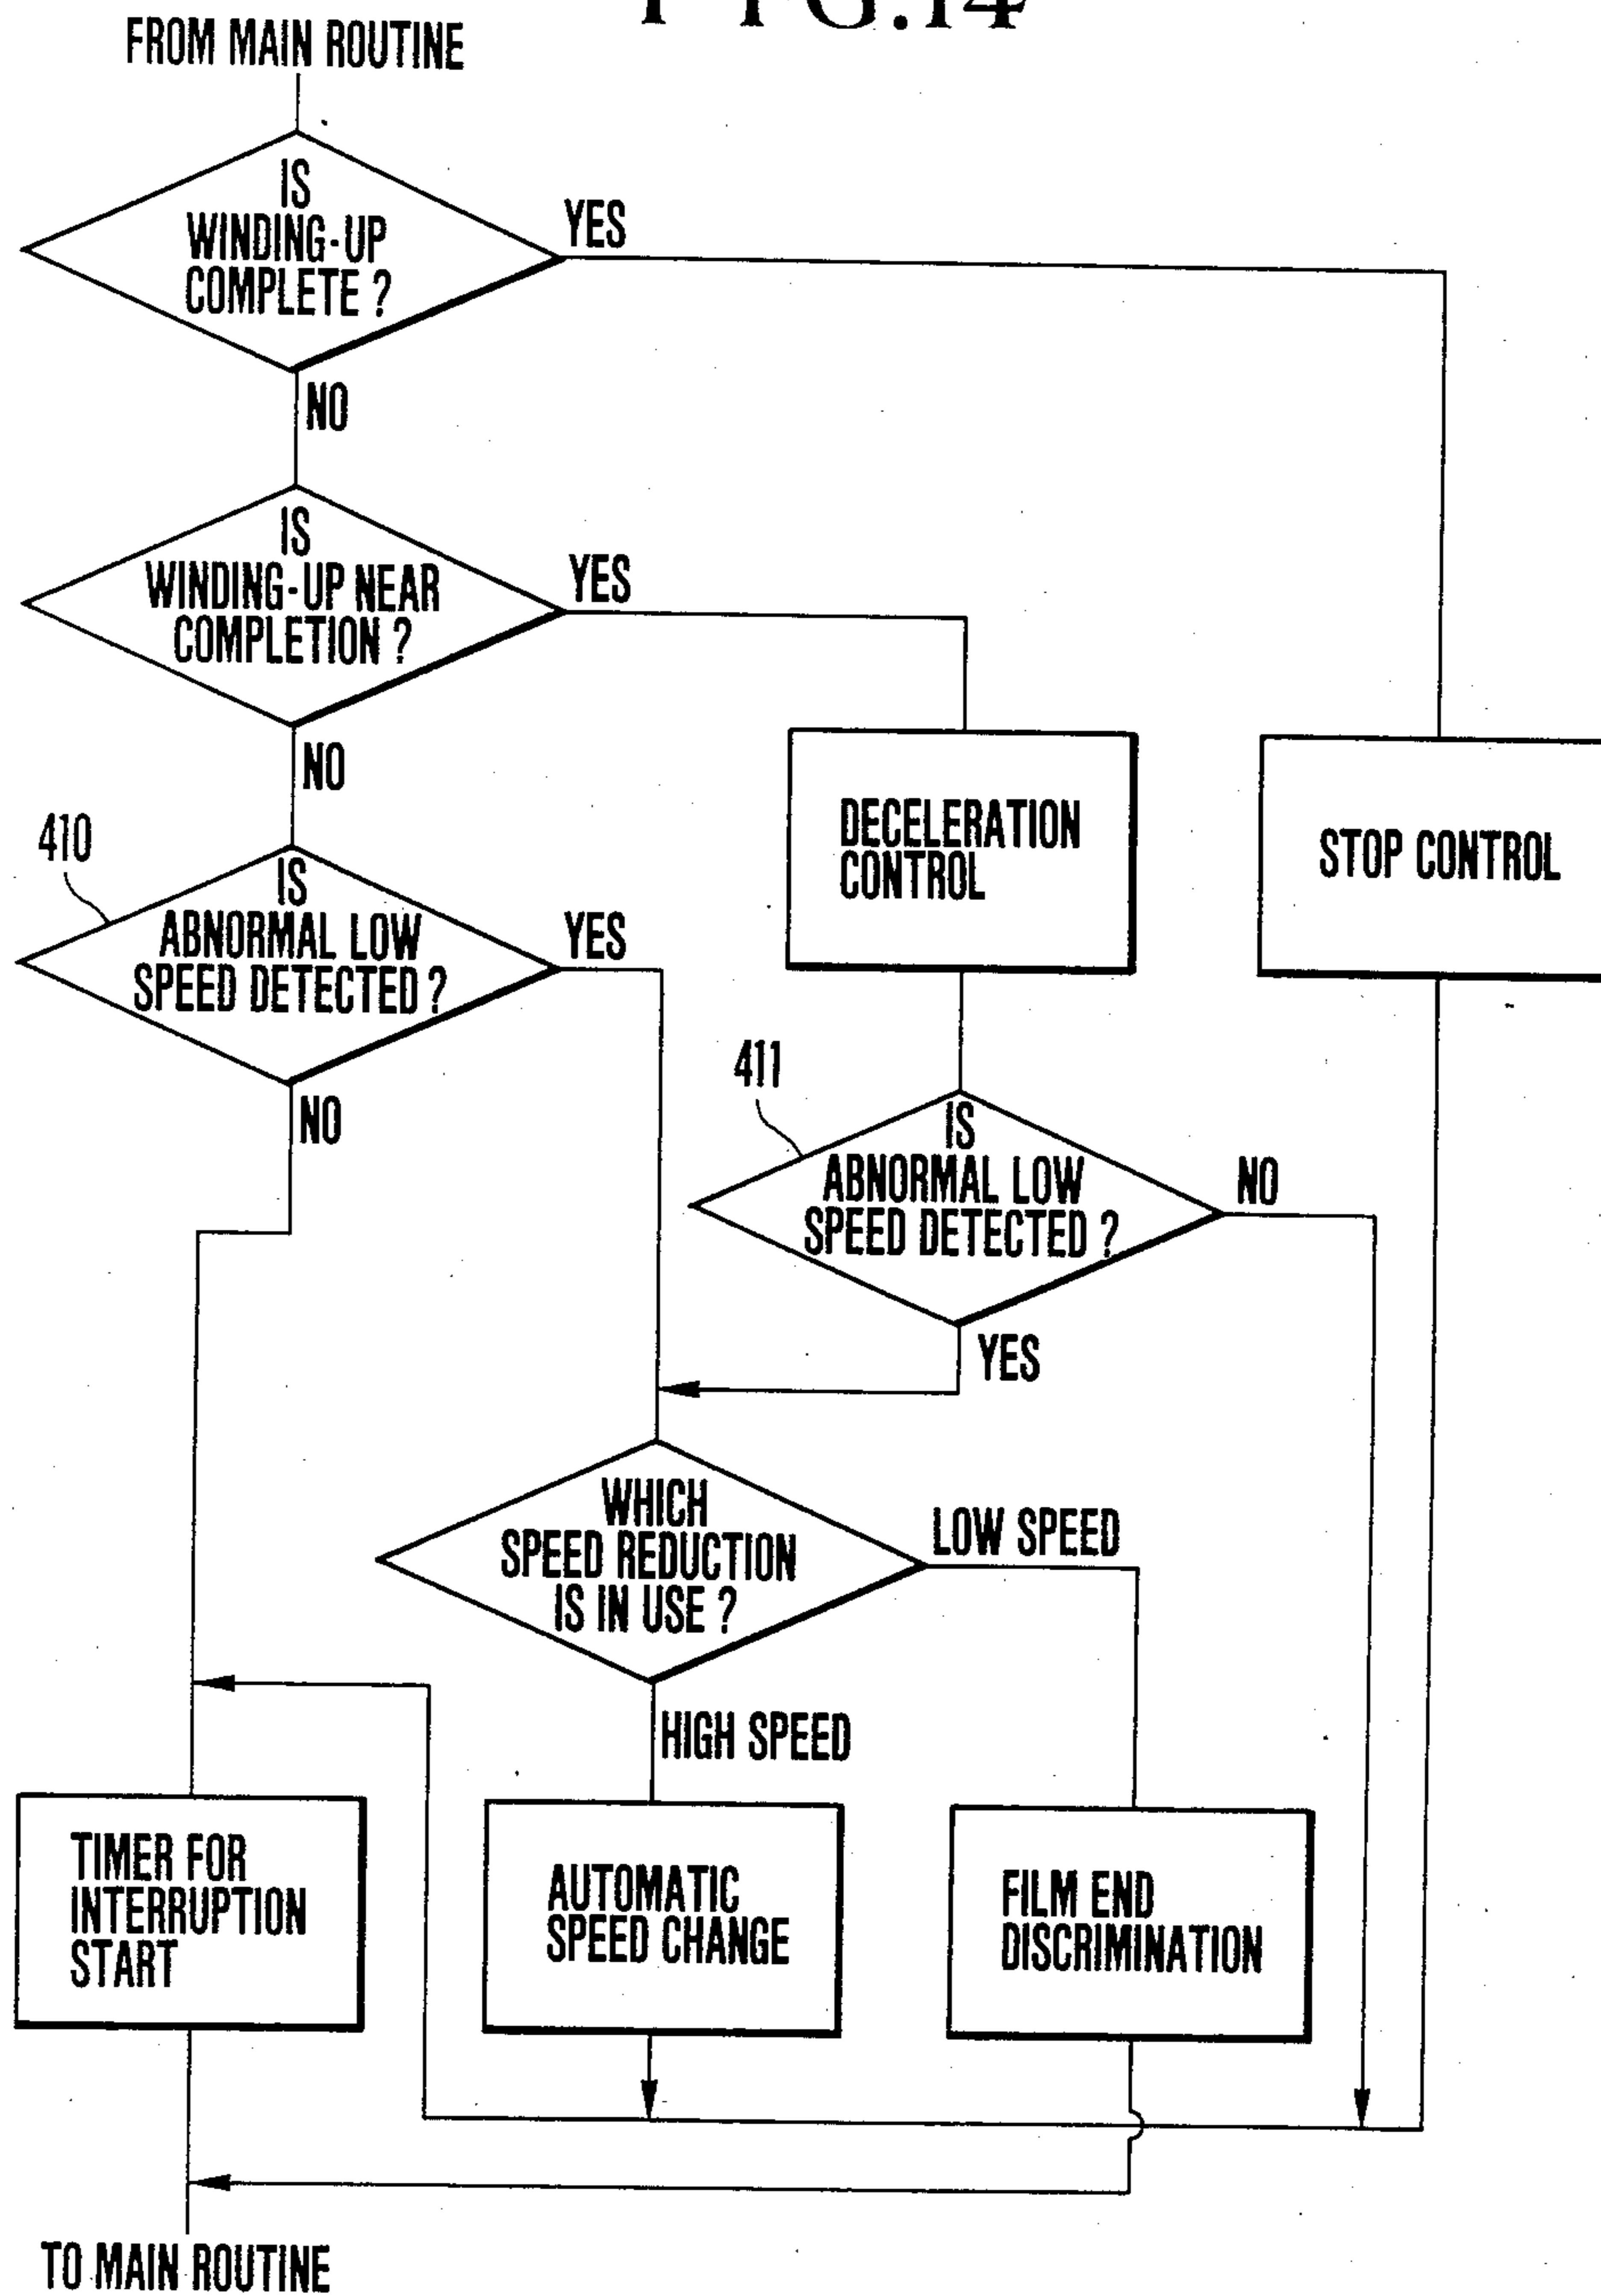 FIG.14
FROM MAIN ROUTINE
IS
WINDING-UP
COMPLETE ?
YES
NO
IS
WINDING-UP NEAR
COMPLETION ?
YES
NO
DECELERATION
CONTROL
STOP CONTROL
410
IS
ABNORMAL LOW
SPEED DETECTED ?
YES
NO
411
IS
ABNORMAL LOW
SPEED DETECTED ?
NO
YES
WHICH
SPEED REDUCTION
IS IN USE ?
LOW SPEED
HIGH SPEED
TIMER FOR
INTERRUPTION
START
AUTOMATIC
SPEED CHANGE
FILM END
DISCRIMINATION
TO MAIN ROUTINE